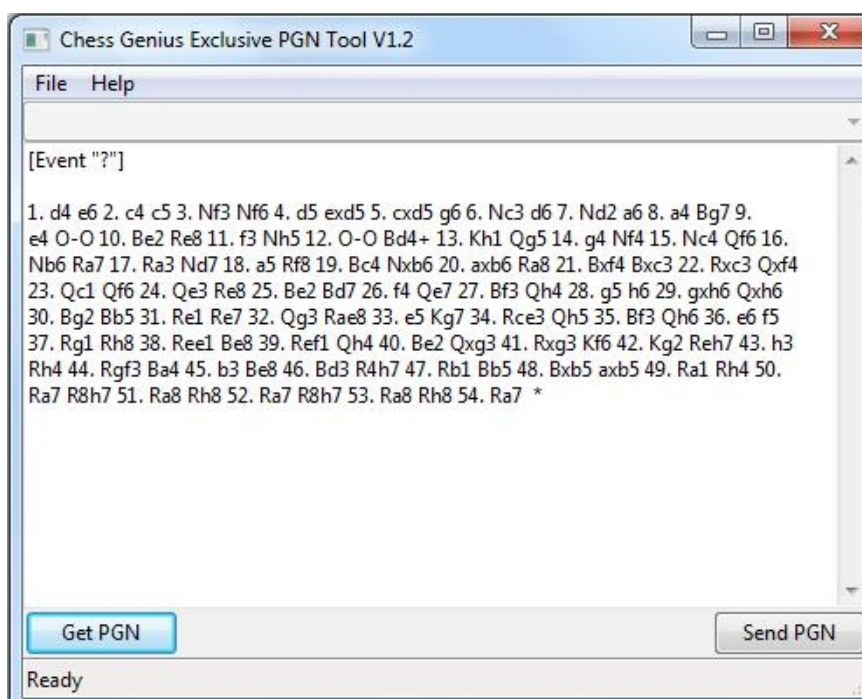 Chess Genius Exclusive PGN Tool V1.2
File Help
[Event "?"]
1. d4 e6 2. c4 c5 3. Nf3 Nf6 4. d5 exd5 5. cxd5 g6 6. Nc3 d6 7. Nd2 a6 8. a4 Bg7 9.
e4 O-O 10. Be2 Re8 11. f3 Nh5 12. O-O Bd4+ 13. Kh1 Qg5 14. g4 Nf4 15. Nc4 Qf6 16.
Nb6 Ra7 17. Ra3 Nd7 18. a5 Rf8 19. Bc4 Nxb6 20. axb6 Ra8 21. Bxf4 Bxc3 22. Rxc3 Qxf4
23. Qc1 Qf6 24. Qe3 Re8 25. Be2 Bd7 26. f4 Qe7 27. Bf3 Qh4 28. g5 h6 29. gxh6 Qxh6
30. Bg2 Bb5 31. Re1 Re7 32. Qg3 Rae8 33. e5 Kg7 34. Rce3 Qh5 35. Bf3 Qh6 36. e6 f5
37. Rg1 Rh8 38. Ree1 Be8 39. Ref1 Qh4 40. Be2 Qxg3 41. Rxg3 Kf6 42. Kg2 Reh7 43. h3
Rh4 44. Rgf3 Ba4 45. b3 Be8 46. Bd3 R4h7 47. Rb1 Bb5 48. Bxb5 axb5 49. Ra1 Rh4 50.
Ra7 R8h7 51. Ra8 Rh8 52. Ra7 R8h7 53. Ra8 Rh8 54. Ra7 *
Get PGN Send PGN
Ready